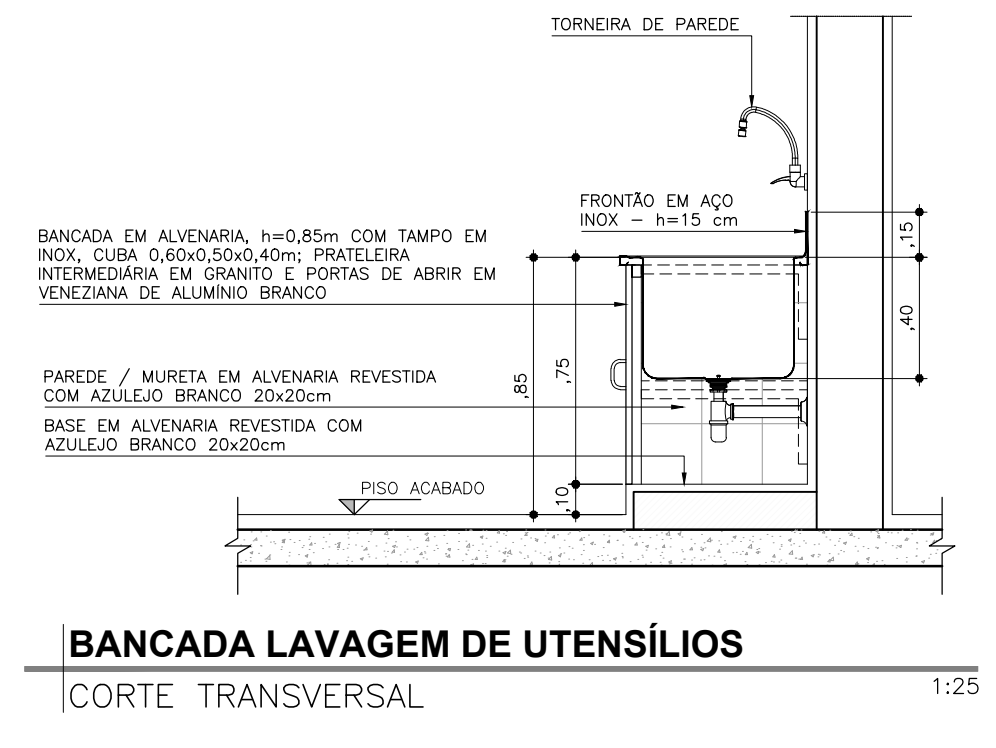 TORNEIRA DE PAREDE
FRONTÃO EM AÇO
INOX – h=15 cm
,15
BANCADA EM ALVENARIA, h=0,85m COM TAMPO EM
INOX, CUBA 0,60x0,50x0,40m; PRATELEIRA
INTERMEDIÁRIA EM GRANITO E PORTAS DE ABRIR EM
VENEZIANA DE ALUMÍNIO BRANCO
,40
,75
,85
PAREDE / MURETA EM ALVENARIA REVESTIDA
COM AZULEJO BRANCO 20x20cm
BASE EM ALVENARIA REVESTIDA COM
AZULEJO BRANCO 20x20cm
PISO ACABADO
,10
BANCADA LAVAGEM DE UTENSÍLIOS
CORTE TRANSVERSAL
1:25